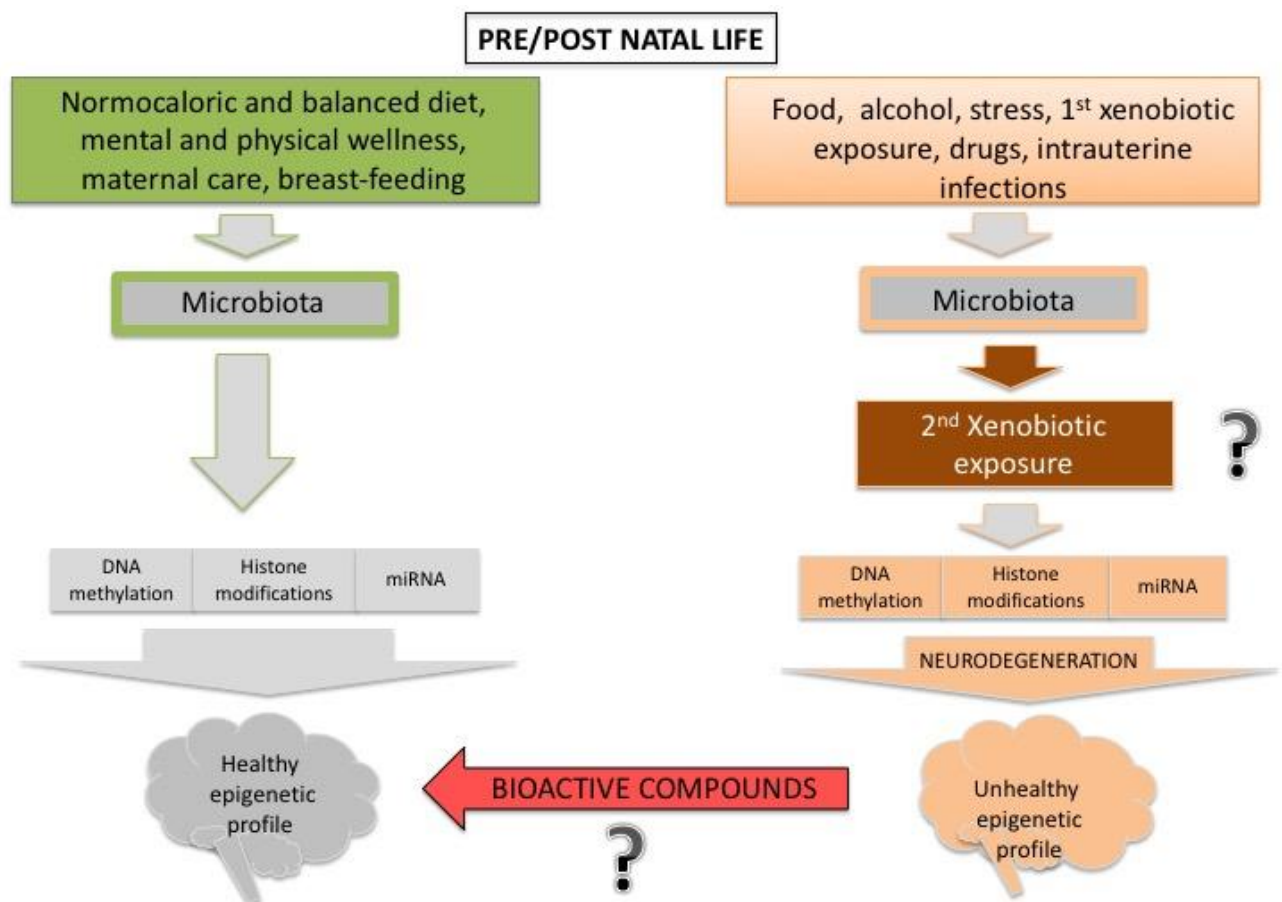 PRE/POST NATAL LIFE
Normocaloric and balanced diet,
mental and physical wellness,
maternal care, breast-feeding
Food, alcohol, stress, 1st xenobiotic
exposure, drugs, intrauterine
infections
Microbiota
Microbiota
2nd Xenobiotic
exposure
?
DNA
methylation
Histone
modifications
miRNA
DNA
methylation
Histone
modifications
miRNA
NEURODEGENERATION
Healthy
epigenetic
profile
BIOACTIVE COMPOUNDS
?
Unhealthy
epigenetic
profile